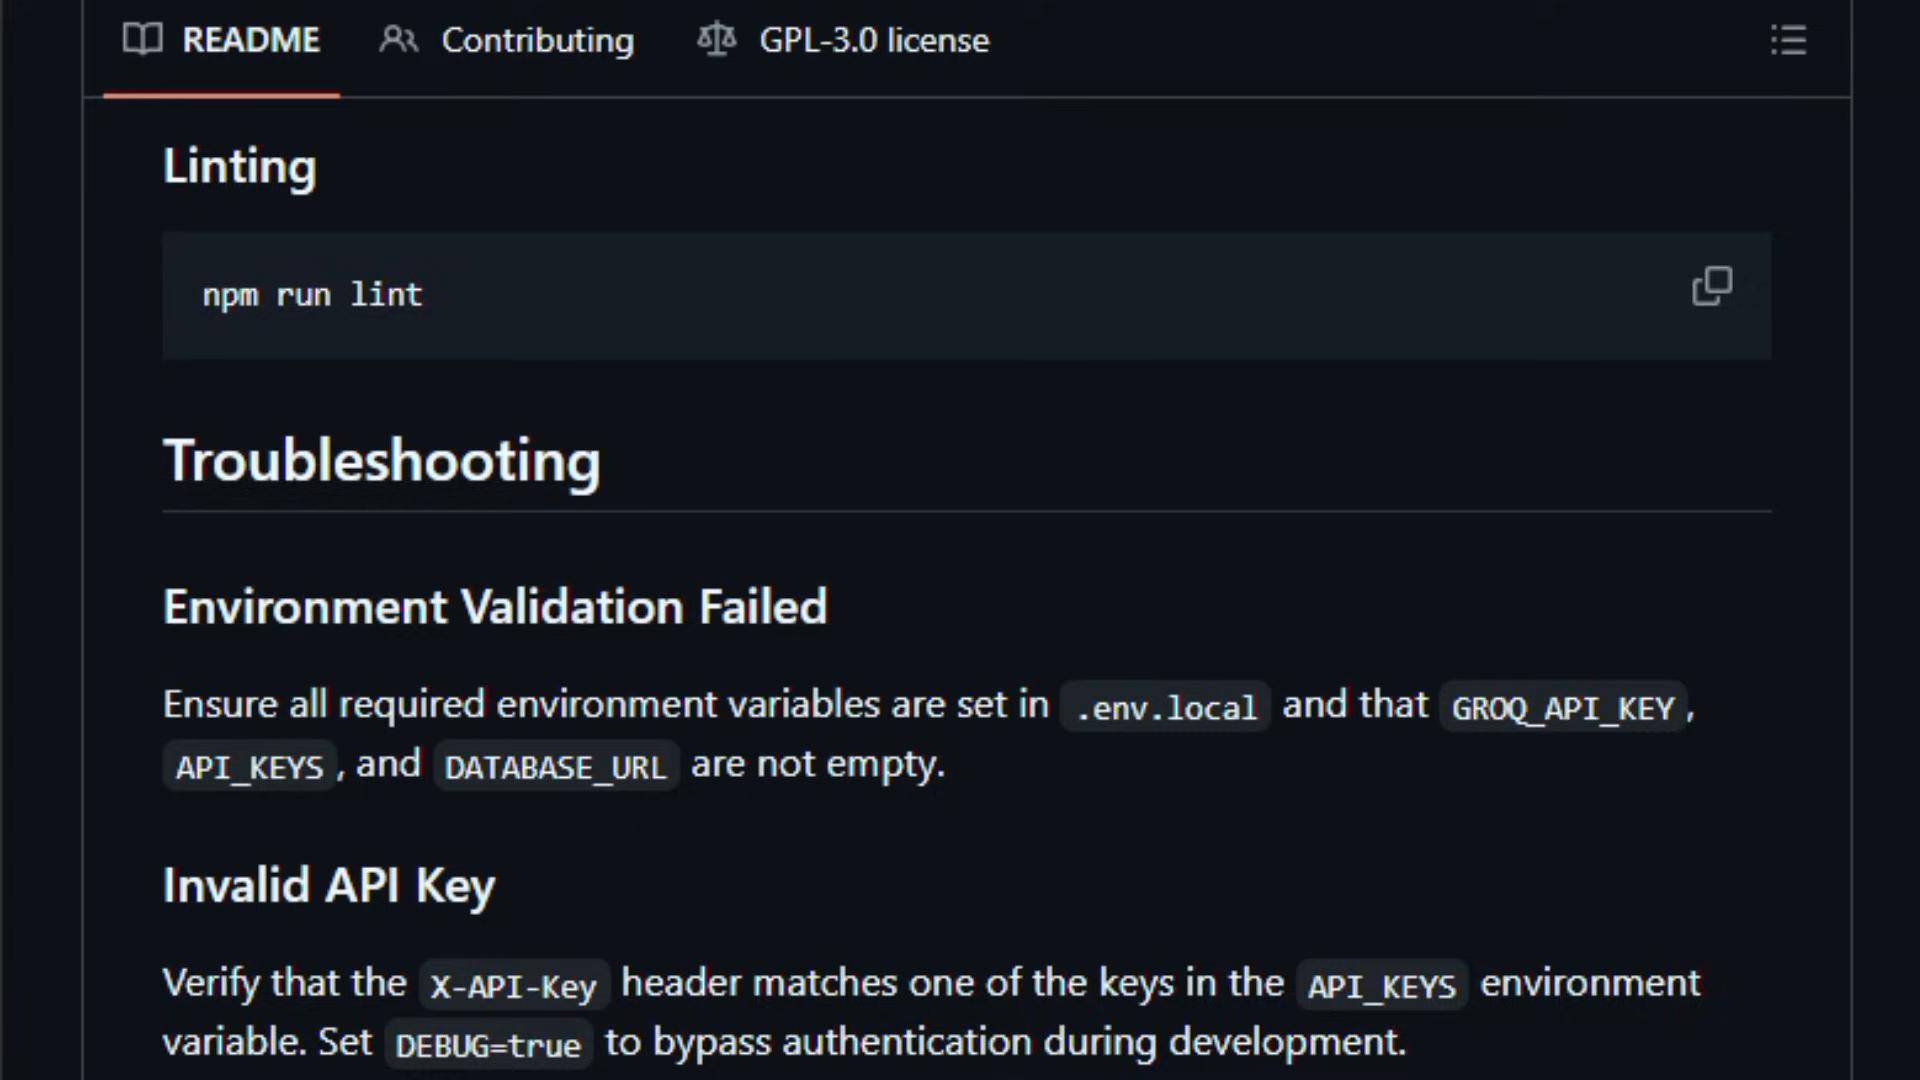 README Contributing GPL-3.0 license
Linting
npm run lint
Troubleshooting
Environment Validation Failed
Ensure all required environment variables are set in .env.local and that GROQ_API_KEY,
API_KEYS, and DATABASE_URL are not empty.
Invalid API Key
Verify that the X-API-Key header matches one of the keys in the API_KEYS environment
variable. Set DEBUG=true to bypass authentication during development.